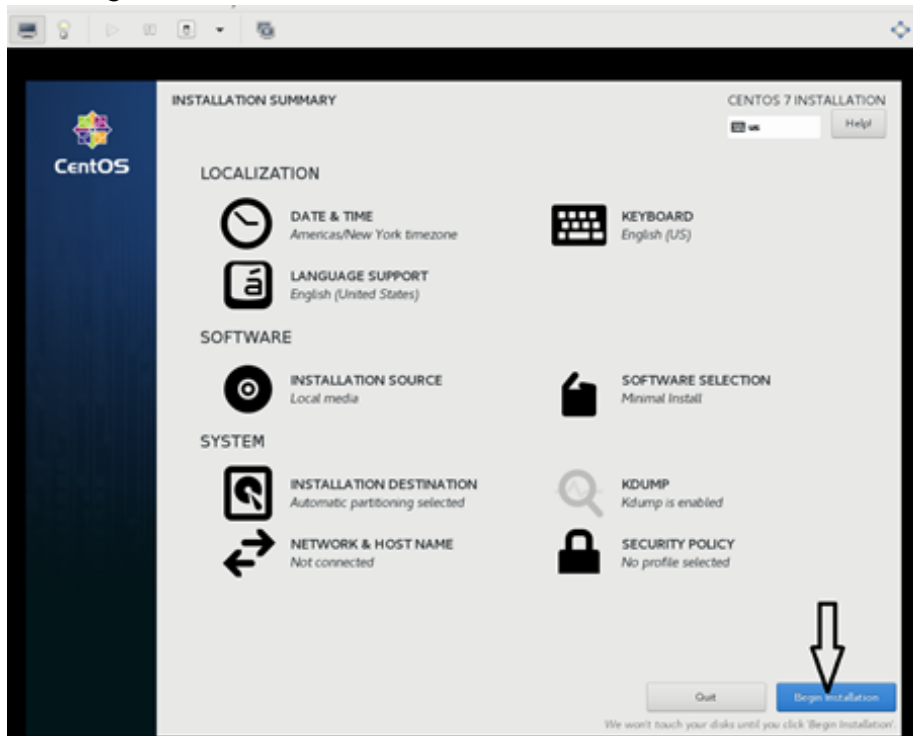 INSTALLATION SUMMARY
CENTOS 7 INSTALLATION
us
Help!
CentOS
LOCALIZATION
DATE & TIME
Americas/New York timezone
KEYBOARD
English (US)
LANGUAGE SUPPORT
English (United States)
SOFTWARE
INSTALLATION SOURCE
Local media
SOFTWARE SELECTION
Minimal Install
SYSTEM
INSTALLATION DESTINATION
Automatic partitioning selected
KDUMP
Kdump is enabled
NETWORK & HOST NAME
Not connected
SECURITY POLICY
No profile selected
Quit
Begin Installation
We won't touch your disks until you click 'Begin Installation'.